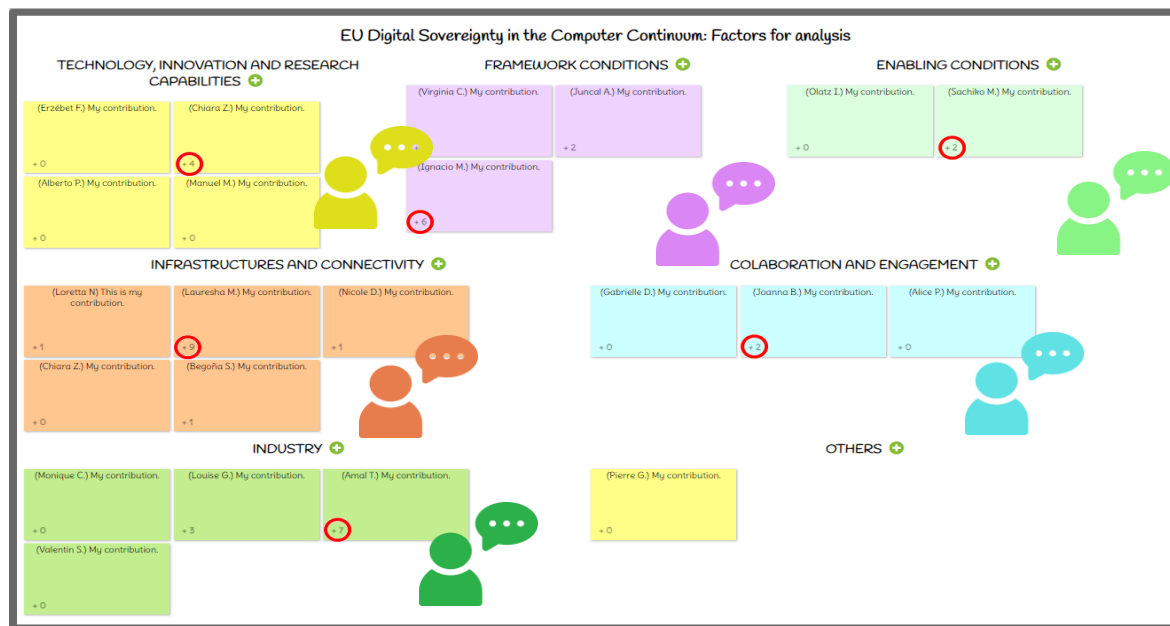 EU Digital Sovereignty in the Computer Continuum: Factors for analysis
TECHNOLOGY, INNOVATION AND RESEARCH
CAPABILITIES
(Erzébet F.) My contribution.
+ 0
(Chiara Z.) My contribution.
+ 4
(Alberto P.) My contribution.
+ 0
(Manuel M.) My contribution.
+ 0
FRAMEWORK CONDITIONS
(Virginia C.) My contribution.
(Juncal A.) My contribution.
+ 2
(Ignacio M.) My contribution.
+ 6
ENABLING CONDITIONS
(Olatz I.) My contribution.
+ 0
(Sachiko M.) My contribution.
+ 2
INFRASTRUCTURES AND CONNECTIVITY
(Loretta N) This is my
contribution.
+ 1
(Lauresha M.) My contribution.
+ 9
(Nicole D.) My contribution.
+ 1
(Chiara Z.) My contribution.
+ 0
(Begoña S.) My contribution.
+ 1
COLABORATION AND ENGAGEMENT
(Gabrielle D.) My contribution.
+ 0
(Joanna B.) My contribution.
+ 2
(Alice P.) My contribution.
+ 0
INDUSTRY
(Monique C.) My contribution.
+ 0
(Louise G.) My contribution.
+ 3
(Amal T.) My contribution.
+ 7
(Valentin S.) My contribution.
+ 0
OTHERS
(Pierre G.) My contribution.
+ 0